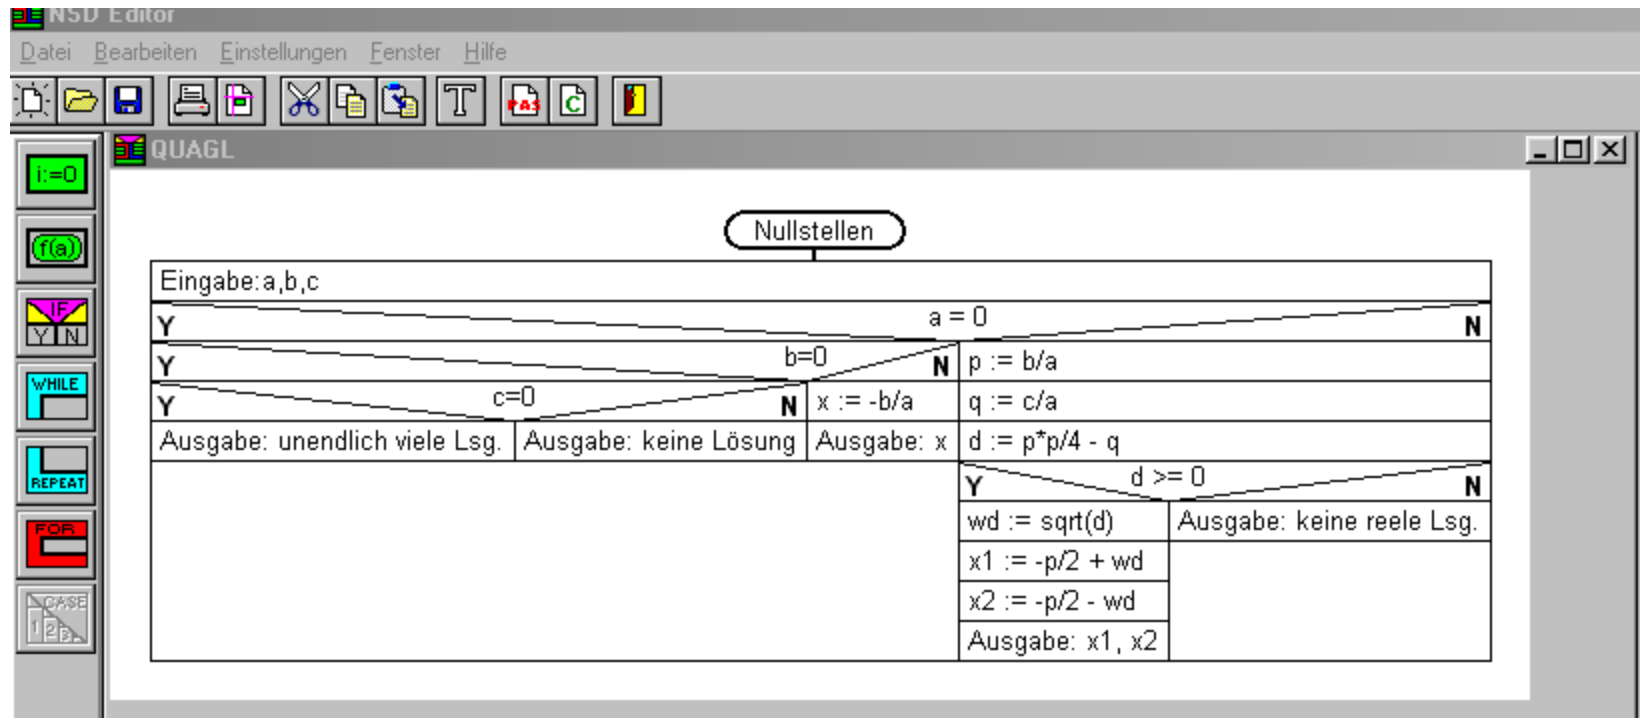 NSD Editor
Datei Bearbeiten Einstellungen Fenster Hilfe
T PAS C
QUAGL
i:=0
f(a)
IF
Y N
WHILE
REPEAT
FOR
CASE
1 2 3
Nullstellen
Eingabe:a,b,c
Y a = 0 N
Y b=0 N p := b/a
Y c=0 N x := -b/a q := c/a
Ausgabe: unendlich viele Lsg. Ausgabe: keine Lösung Ausgabe: x d := p*p/4 - q
Y d >= 0 N
wd := sqrt(d) Ausgabe: keine reele Lsg.
x1 := -p/2 + wd
x2 := -p/2 - wd
Ausgabe: x1, x2